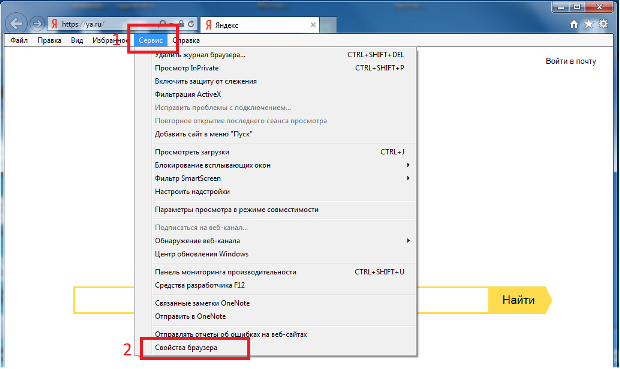 https://ya.ru/
Яндекс
Файл Правка Вид Избранное 1 Сервис Справка
Удалить журнал браузера... CTRL+SHIFT+DEL
Войти в почту
Просмотр InPrivate CTRL+SHIFT+P
Включить защиту от слежения
Фильтрация ActiveX
Исправить проблемы с подключением...
Повторное открытие последнего сеанса просмотра
Добавить сайт в меню "Пуск"
Просмотреть загрузки CTRL+J
Блокирование всплывающих окон
Фильтр SmartScreen
Настроить надстройки
Параметры просмотра в режиме совместимости
Подписаться на веб-канал...
Обнаружение веб-канала
Центр обновления Windows
Панель мониторинга производительности CTRL+SHIFT+U
Средства разработчика F12
Найти
Связанные заметки OneNote
Отправить в OneNote
Отправлять отчеты об ошибках на веб-сайтах
2 Свойства браузера